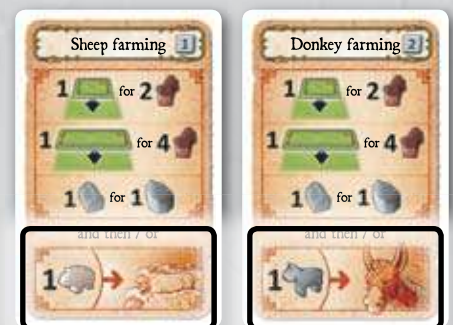 Sheep farming 1
1 for 2
1 for 4
1 for 1
and then / or
1
Donkey farming 2
1 for 2
1 for 4
1 for 1
and then / or
1